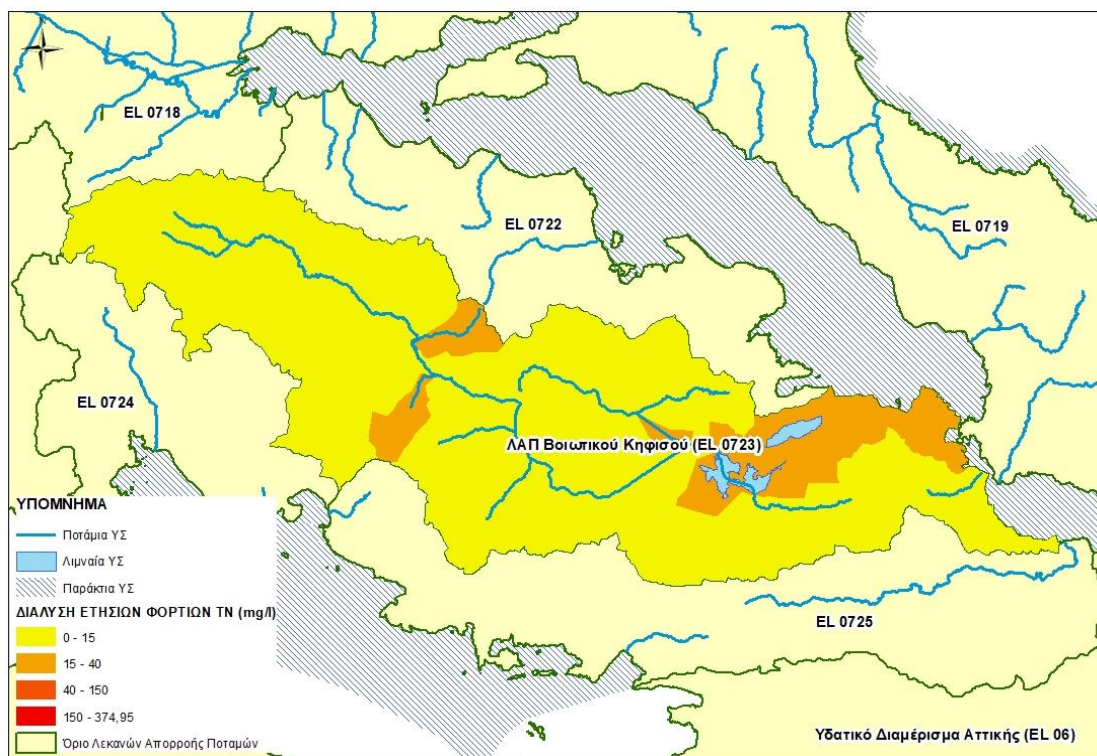 EL 0718
EL 0722
EL 0719
EL 0724
ΛΑΠ Βοιωτικού Κηφισού (EL 0723)
EL 0725
Υδατικό Διαμέρισμα Αττικής (EL 06)
ΥΠΟΜΝΗΜΑ
Ποτάμια ΥΣ
Λιμναία ΥΣ
Παράκτια ΥΣ
ΔΙΑΛΥΣΗ ΕΤΗΣΙΩΝ ΦΟΡΤΙΩΝ TN (mg/l)
0 - 15
15 - 40
40 - 150
150 - 374,95
Όριο Λεκανών Απορροής Ποταμών